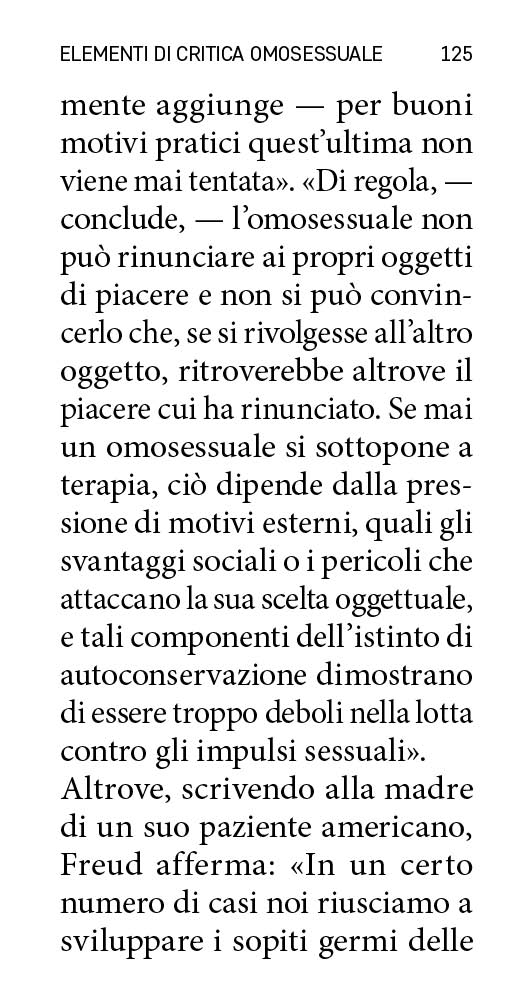 ELEMENTI DI CRITICA OMOSESSUALE 125
mente aggiunge — per buoni
motivi pratici quest’ultima non
viene mai tentata». «Di regola, —
conclude, — l’omosessuale non
può rinunciare ai propri oggetti
di piacere e non si può convin-
cerlo che, se si rivolgesse all’altro
oggetto, ritroverebbe altrove il
piacere cui ha rinunciato. Se mai
un omosessuale si sottopone a
terapia, ciò dipende dalla pres-
sione di motivi esterni, quali gli
svantaggi sociali o i pericoli che
attaccano la sua scelta oggettuale,
e tali componenti dell’istinto di
autoconservazione dimostrano
di essere troppo deboli nella lotta
contro gli impulsi sessuali».
Altrove, scrivendo alla madre
di un suo paziente americano,
Freud afferma: «In un certo
numero di casi noi riusciamo a
sviluppare i sopiti germi delle